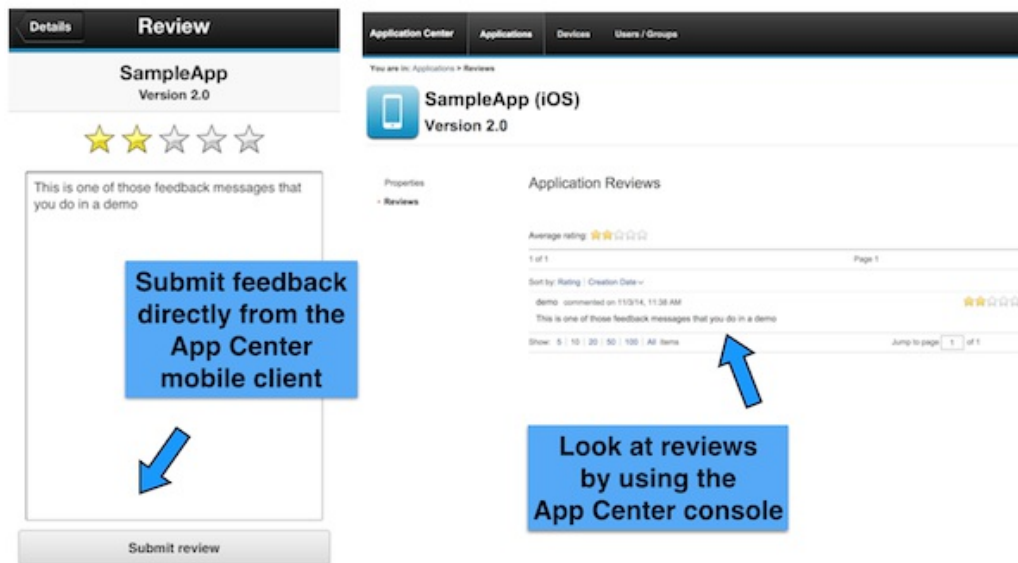 Details
Review
SampleApp
Version 2.0
This is one of those feedback messages that
you do in a demo
Submit feedback
directly from the
App Center
mobile client
Submit review
Application Center Applications Devices Users / Groups
You are in: Applications > Reviews
SampleApp (iOS)
Version 2.0
Properties
Reviews
Application Reviews
Average rating:
1 of 1 Page 1
Sort by: Rating | Creation Date
demo commented on 11/3/14, 11:38 AM
This is one of those feedback messages that you do in a demo
Show: 5 | 10 | 20 | 50 | 100 | All items Jump to page 1 of 1
Look at reviews
by using the
App Center console